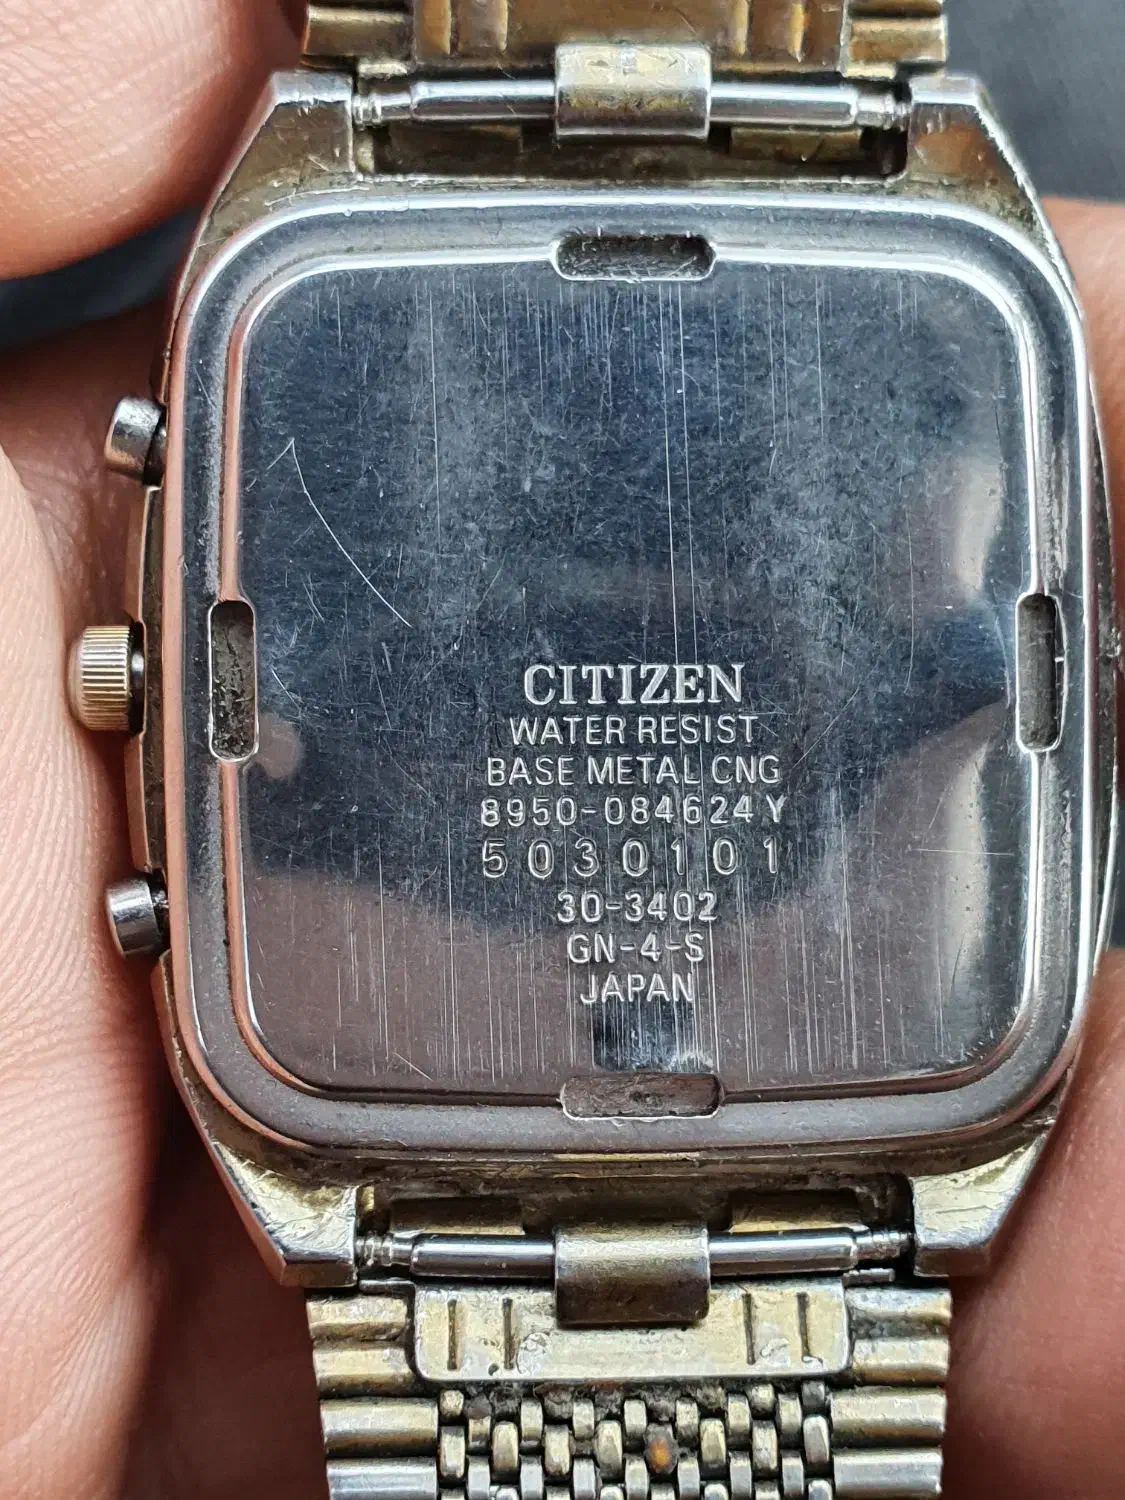 CITIZEN
WATER RESIST
BASE METAL CNG
8950-084624 Y
5030101
30-3402
GN-4-S
JAPAN